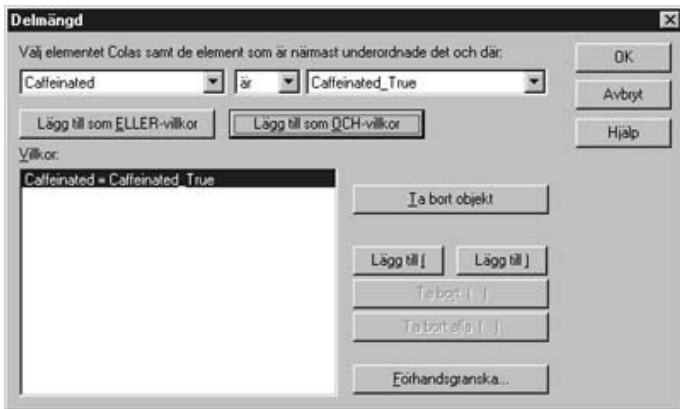 Delmängd
Välj elementet Colas samt de element som är närmast underordnade det och där:
OK
Caffeinated
är
Caffeinated_True
Avbryt
Lägg till som ELLER-villkor
Lägg till som OCH-villkor
Hjälp
Villkor:
Caffeinated = Caffeinated_True
Ta bort objekt
Lägg till (
Lägg till )
Ta bort ( )
Ta bort alla ( )
Förhandsgranska...